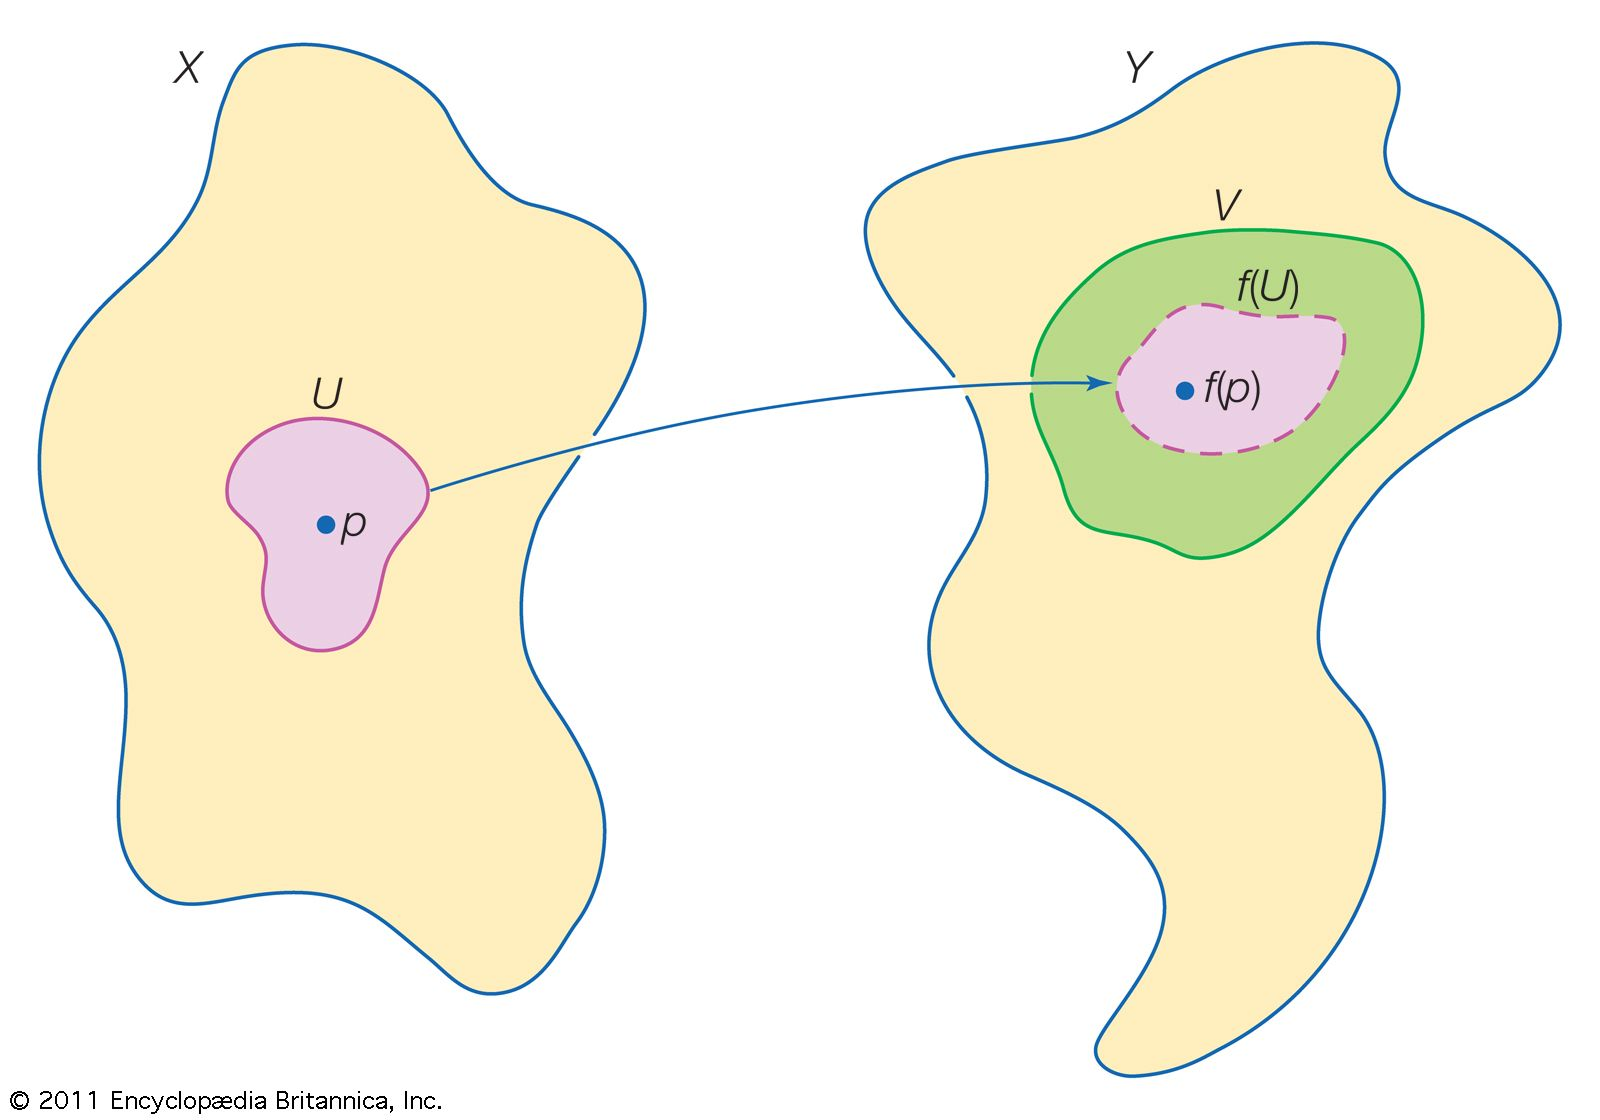 X
Y
V
f(U)
U
f(p)
p
© 2011 Encyclopædia Britannica, Inc.